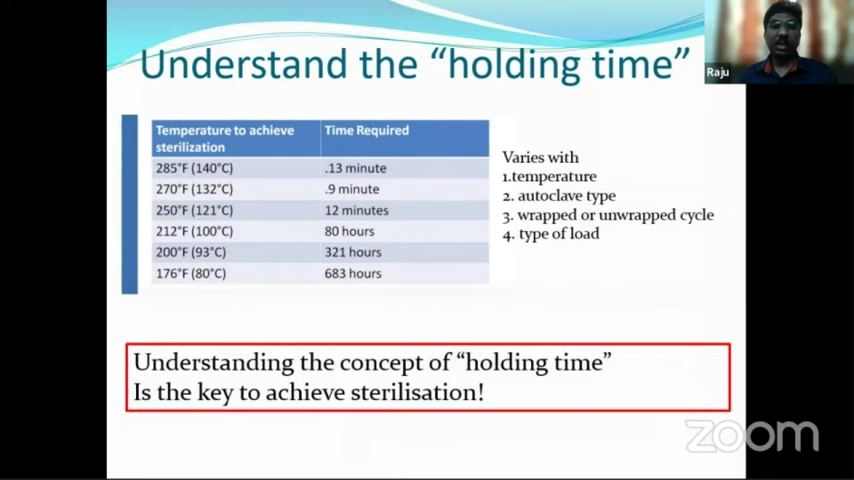 Understand the “holding time”
Raju
Temperature to achieve
sterilization
Time Required
285°F (140°C) .13 minute
270°F (132°C) .9 minute
250°F (121°C) 12 minutes
212°F (100°C) 80 hours
200°F (93°C) 321 hours
176°F (80°C) 683 hours
Varies with
1.temperature
2. autoclave type
3. wrapped or unwrapped cycle
4. type of load
Understanding the concept of “holding time”
Is the key to achieve sterilisation!
zoom